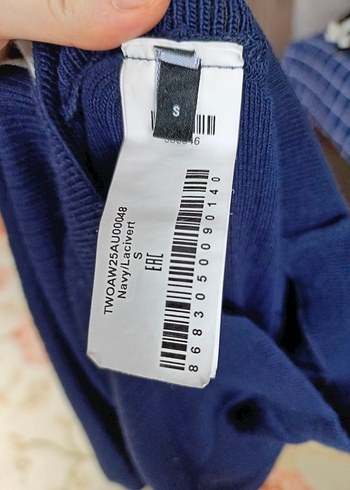 S
TWOAW25AU00048
Navy/Lacivert
S
EAC
8683050090140